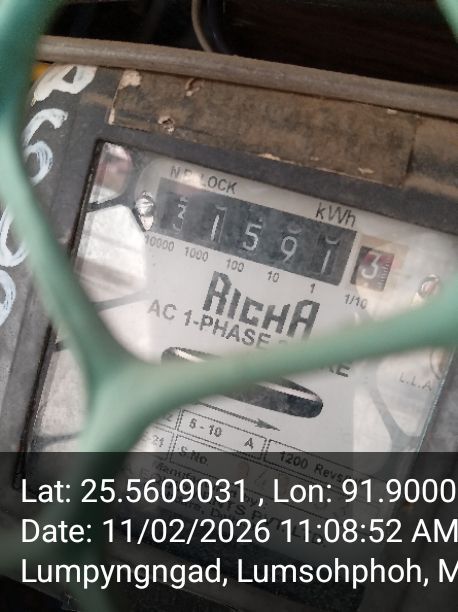 N.R. LOCK
kWh
3 1 5 9 1 3
10000 1000 100 10 1 1/10
RICHA
AC 1-PHASE
5 - 10 A
1200 Revs
S.No.
Lat: 25.5609031 , Lon: 91.9000
Date: 11/02/2026 11:08:52 AM
Lumpyngngad, Lumsohphoh, M